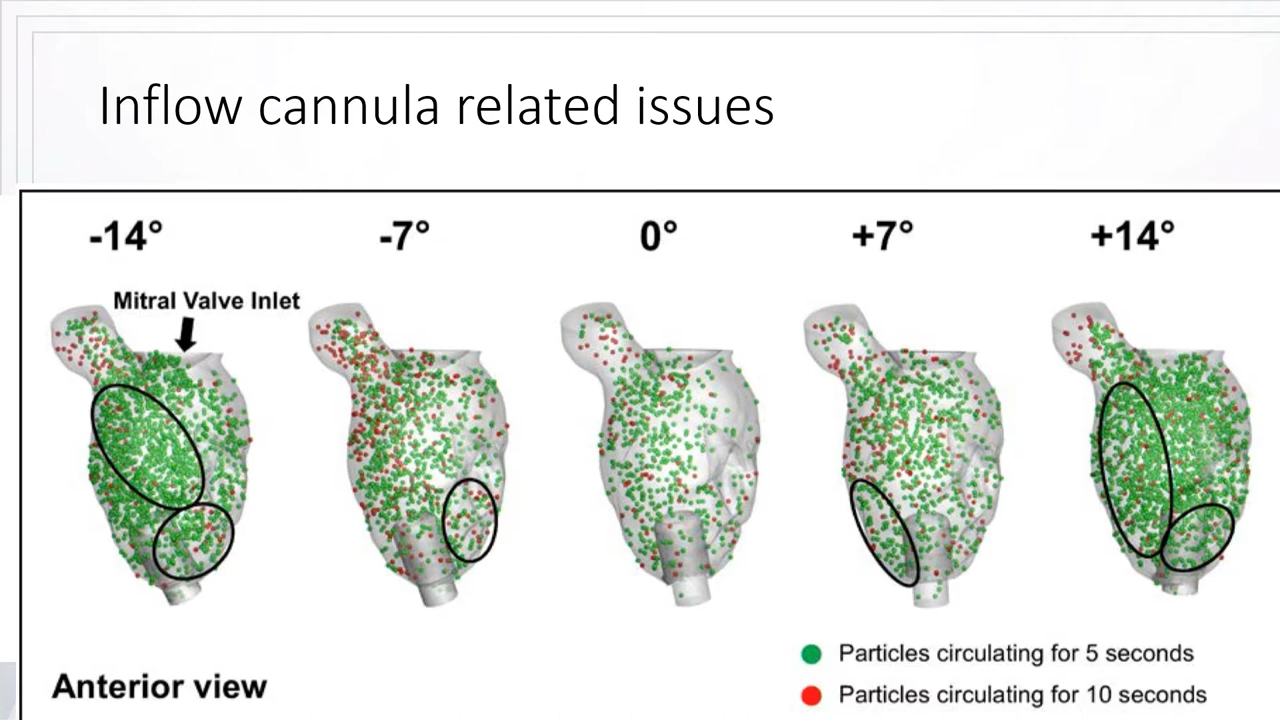 Inflow cannula related issues
-14° -7° 0° +7° +14°
Mitral Valve Inlet
Particles circulating for 5 seconds
Anterior view
Particles circulating for 10 seconds